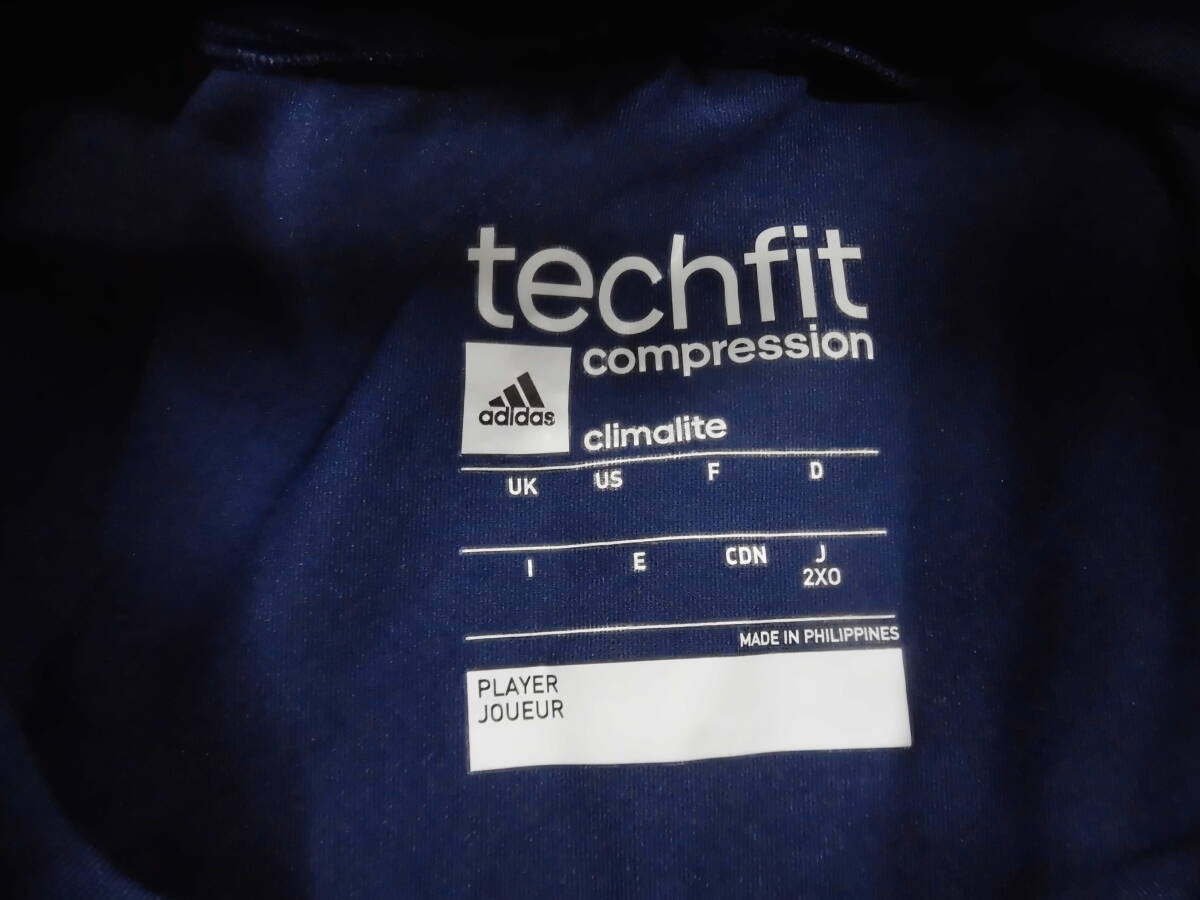 techfit
compression
adidas
climalite
UK US F D
I E CDN J
2XO
MADE IN PHILIPPINES
PLAYER
JOUEUR